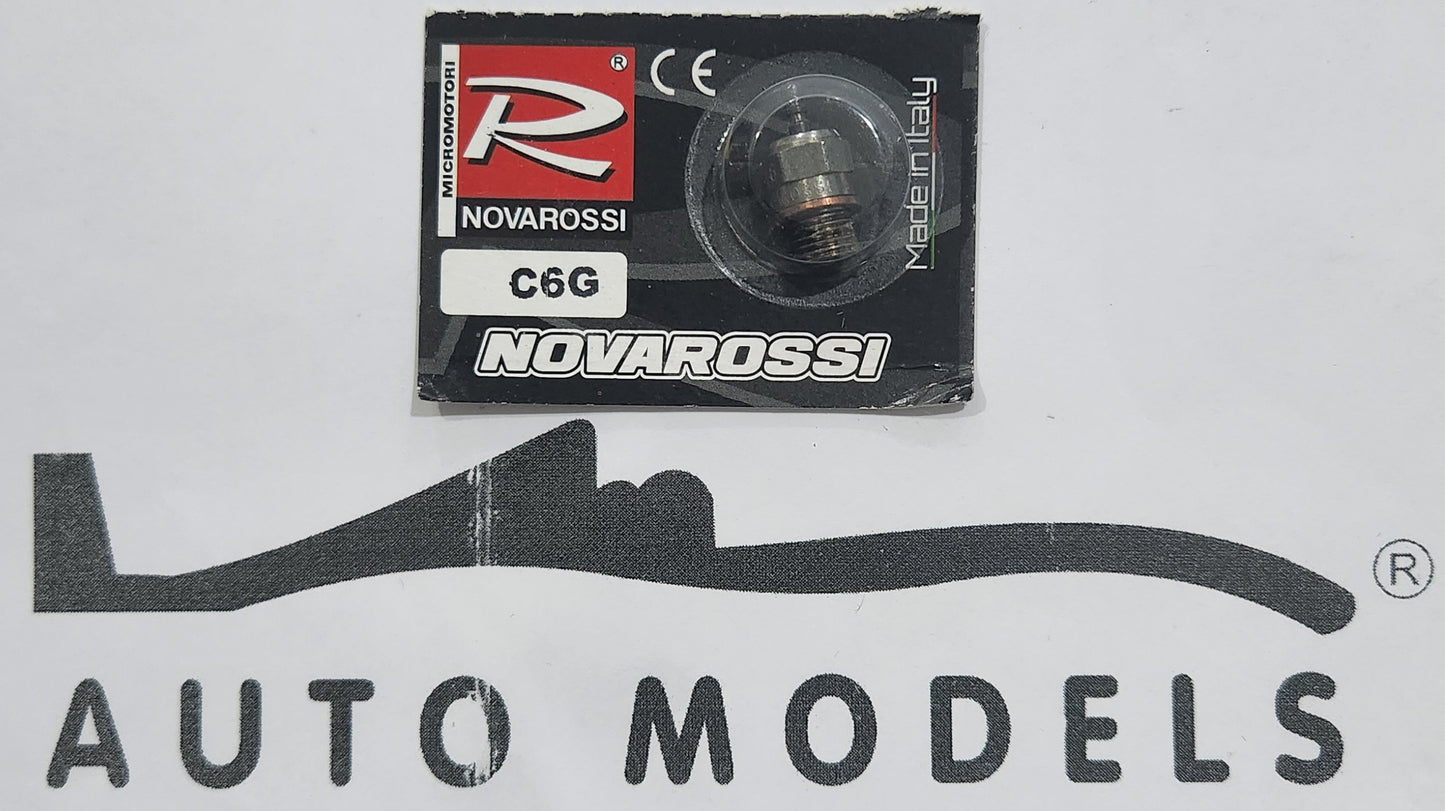 MICROMOTORI
R ®
NOVAROSSI
CE
Made in Italy
C6G
NOVAROSSI
®
AUTO MODELS